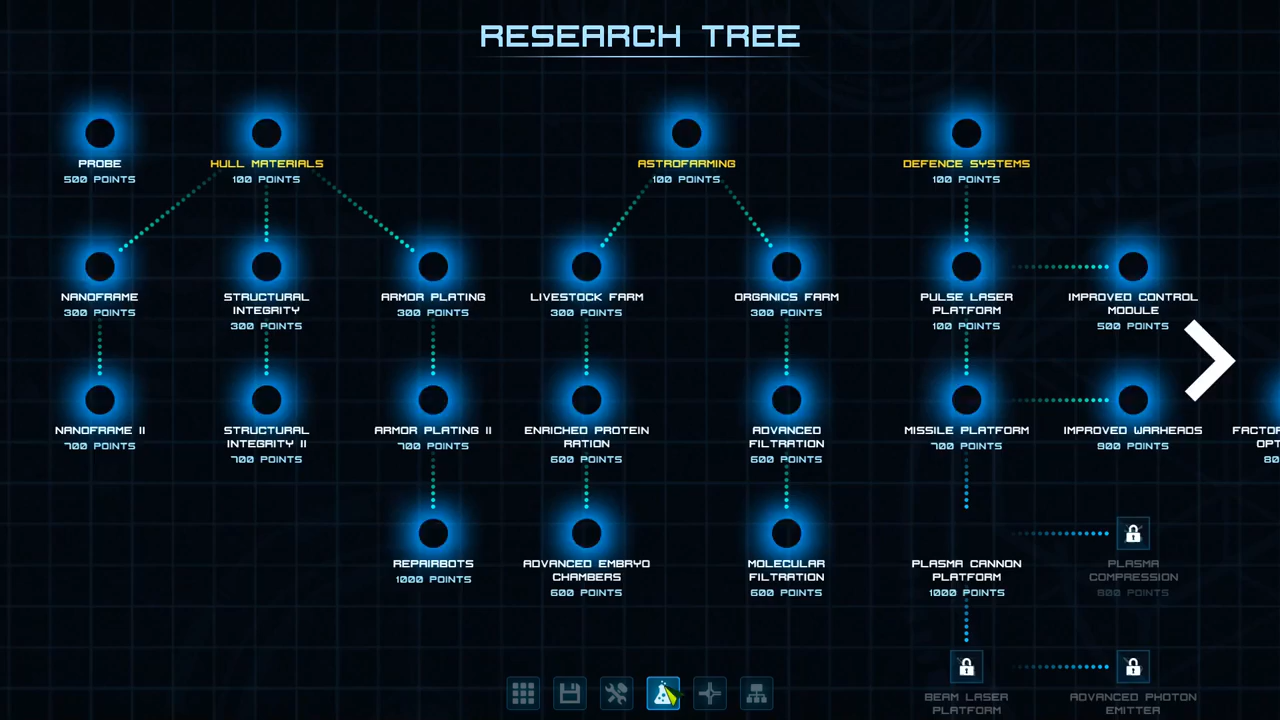 RESEARCH TREE
PROBE
500 POINTS
HULL MATERIALS
100 POINTS
ASTROFARMING
100 POINTS
DEFENCE SYSTEMS
100 POINTS
NANOFRAME
300 POINTS
STRUCTURAL
INTEGRITY
300 POINTS
ARMOR PLATING
300 POINTS
LIVESTOCK FARM
300 POINTS
ORGANICS FARM
300 POINTS
PULSE LASER
PLATFORM
100 POINTS
IMPROVED CONTROL
MODULE
500 POINTS
NANOFRAME II
700 POINTS
STRUCTURAL
INTEGRITY II
700 POINTS
ARMOR PLATING II
700 POINTS
ENRICHED PROTEIN
RATION
600 POINTS
ADVANCED
FILTRATION
600 POINTS
MISSILE PLATFORM
700 POINTS
IMPROVED WARHEADS
900 POINTS
FACTOR
OPT
80
REPAIRBOTS
1000 POINTS
ADVANCED EMBRYO
CHAMBERS
600 POINTS
MOLECULAR
FILTRATION
600 POINTS
PLASMA CANNON
PLATFORM
1000 POINTS
PLASMA
COMPRESSION
800 POINTS
BEAM LASER
PLATFORM
ADVANCED PHOTON
EMITTER